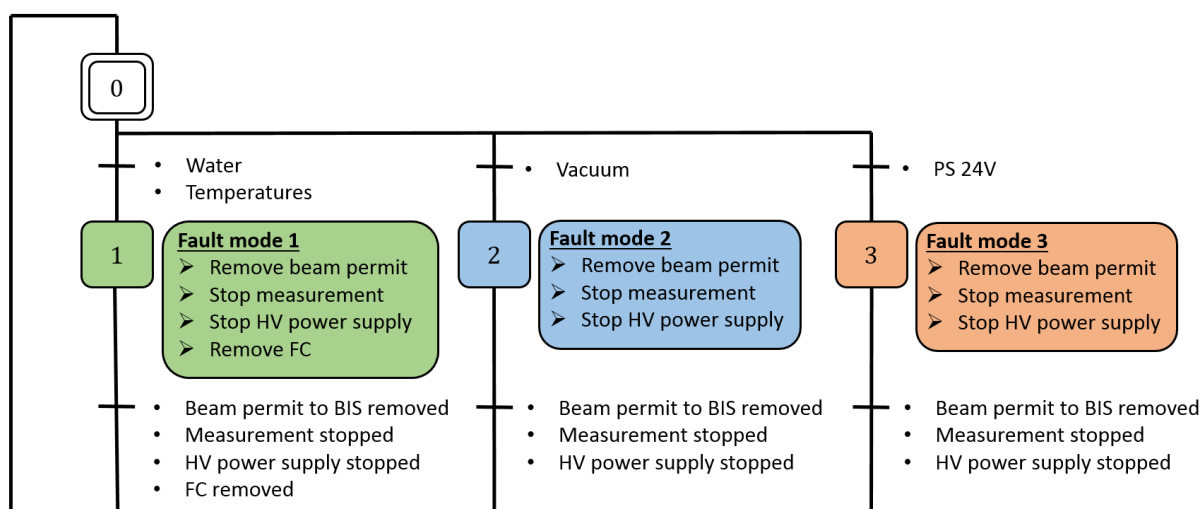 0
• Water
• Temperatures
• Vacuum
• PS 24V
1
Fault mode 1
➢ Remove beam permit
➢ Stop measurement
➢ Stop HV power supply
➢ Remove FC
2
Fault mode 2
➢ Remove beam permit
➢ Stop measurement
➢ Stop HV power supply
3
Fault mode 3
➢ Remove beam permit
➢ Stop measurement
➢ Stop HV power supply
• Beam permit to BIS removed
• Measurement stopped
• HV power supply stopped
• FC removed
• Beam permit to BIS removed
• Measurement stopped
• HV power supply stopped
• Beam permit to BIS removed
• Measurement stopped
• HV power supply stopped